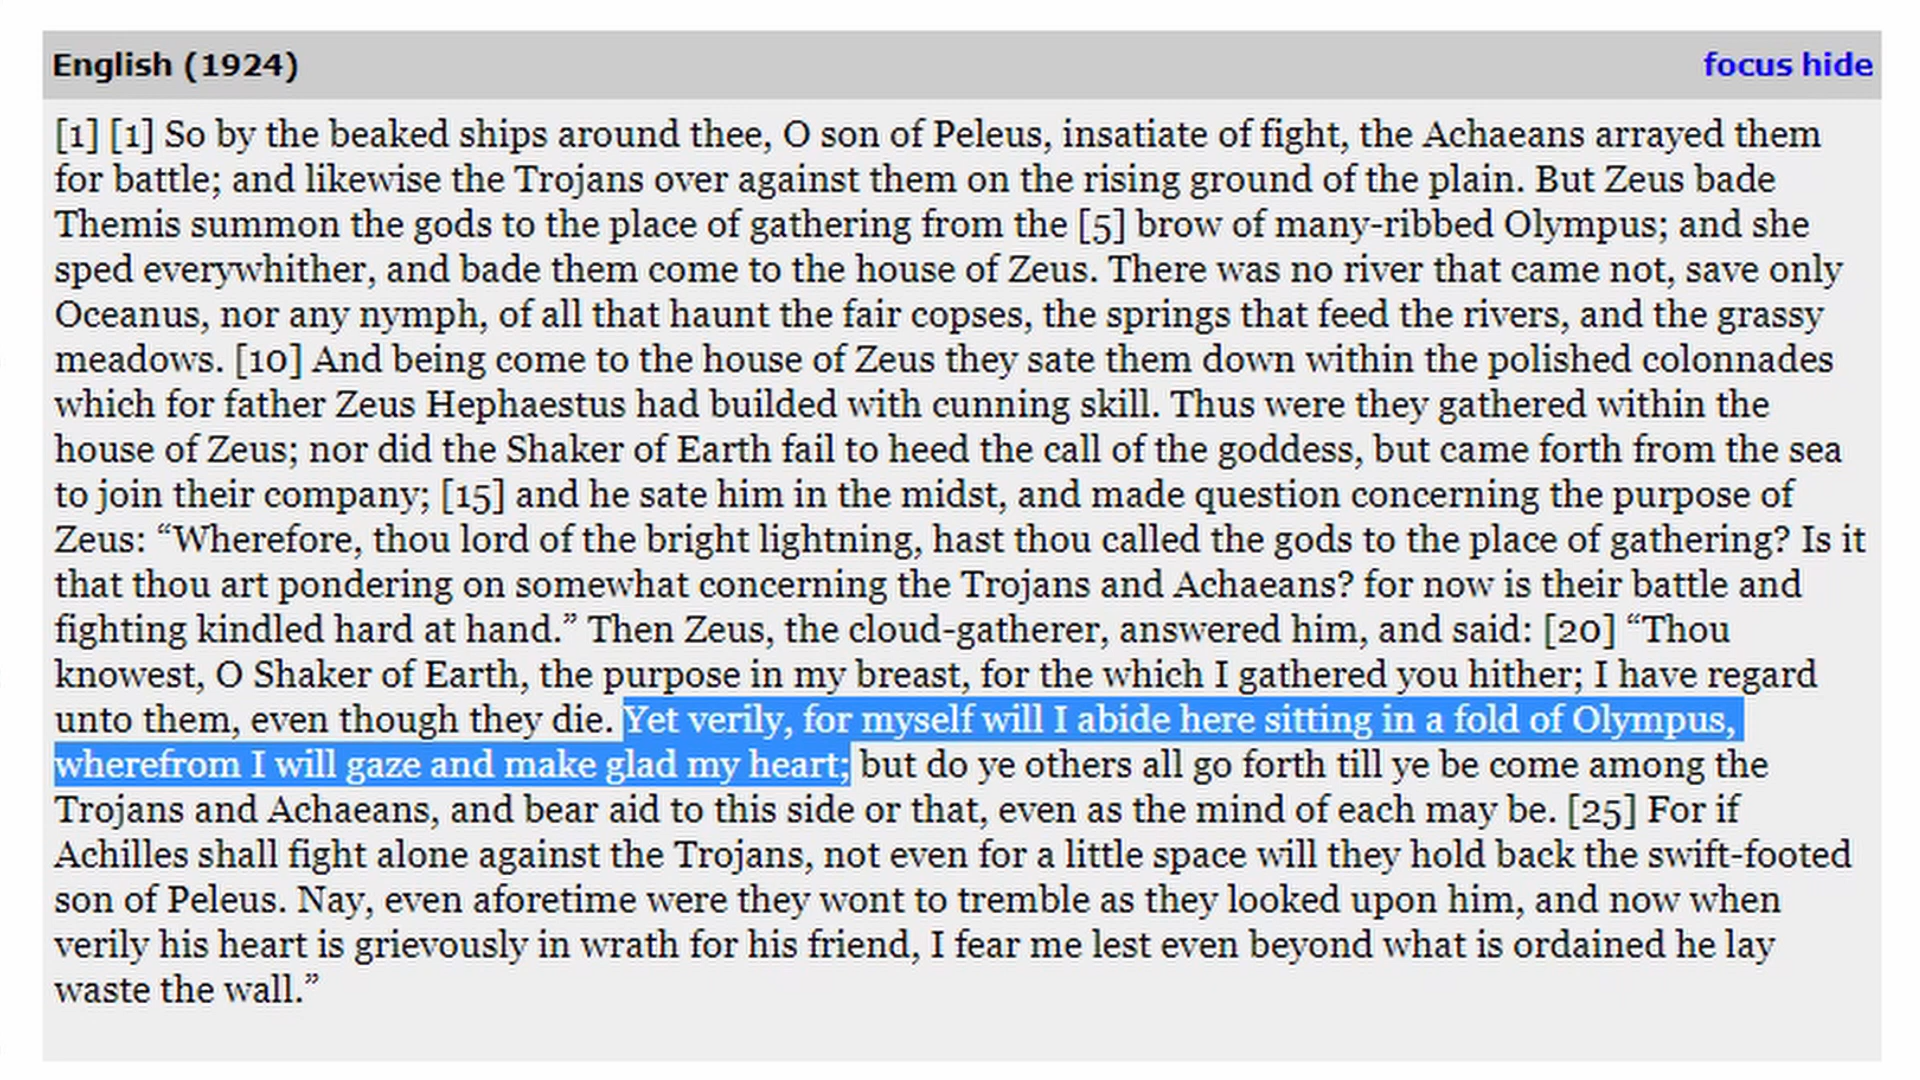 English (1924)
focus hide
[1] [1] So by the beaked ships around thee, O son of Peleus, insatiate of fight, the Achaeans arrayed them
for battle; and likewise the Trojans over against them on the rising ground of the plain. But Zeus bade
Themis summon the gods to the place of gathering from the [5] brow of many-ribbed Olympus; and she
sped everywhither, and bade them come to the house of Zeus. There was no river that came not, save only
Oceanus, nor any nymph, of all that haunt the fair copses, the springs that feed the rivers, and the grassy
meadows. [10] And being come to the house of Zeus they sate them down within the polished colonnades
which for father Zeus Hephaestus had builded with cunning skill. Thus were they gathered within the
house of Zeus; nor did the Shaker of Earth fail to heed the call of the goddess, but came forth from the sea
to join their company; [15] and he sate him in the midst, and made question concerning the purpose of
Zeus: “Wherefore, thou lord of the bright lightning, hast thou called the gods to the place of gathering? Is it
that thou art pondering on somewhat concerning the Trojans and Achaeans? for now is their battle and
fighting kindled hard at hand.” Then Zeus, the cloud-gatherer, answered him, and said: [20] “Thou
knowest, O Shaker of Earth, the purpose in my breast, for the which I gathered you hither; I have regard
unto them, even though they die. Yet verily, for myself will I abide here sitting in a fold of Olympus,
wherefrom I will gaze and make glad my heart; but do ye others all go forth till ye be come among the
Trojans and Achaeans, and bear aid to this side or that, even as the mind of each may be. [25] For if
Achilles shall fight alone against the Trojans, not even for a little space will they hold back the swift-footed
son of Peleus. Nay, even aforetime were they wont to tremble as they looked upon him, and now when
verily his heart is grievously in wrath for his friend, I fear me lest even beyond what is ordained he lay
waste the wall.”